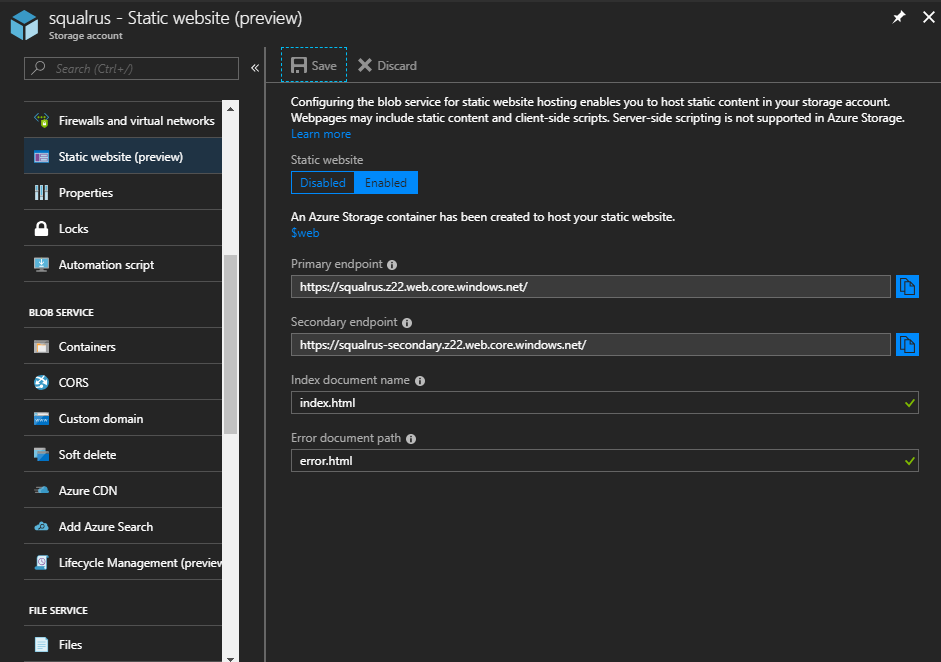 squalrus - Static website (preview)
Storage account
Search (Ctrl+/)
Firewalls and virtual networks
Static website (preview)
Properties
Locks
Automation script
BLOB SERVICE
Containers
CORS
Custom domain
Soft delete
Azure CDN
Add Azure Search
Lifecycle Management (preview
FILE SERVICE
Files
Save
Discard
Configuring the blob service for static website hosting enables you to host static content in your storage account.
Webpages may include static content and client-side scripts. Server-side scripting is not supported in Azure Storage.
Learn more
Static website
Disabled Enabled
An Azure Storage container has been created to host your static website.
$web
Primary endpoint
https://squalrus.z22.web.core.windows.net/
Secondary endpoint
https://squalrus-secondary.z22.web.core.windows.net/
Index document name
index.html
Error document path
error.html